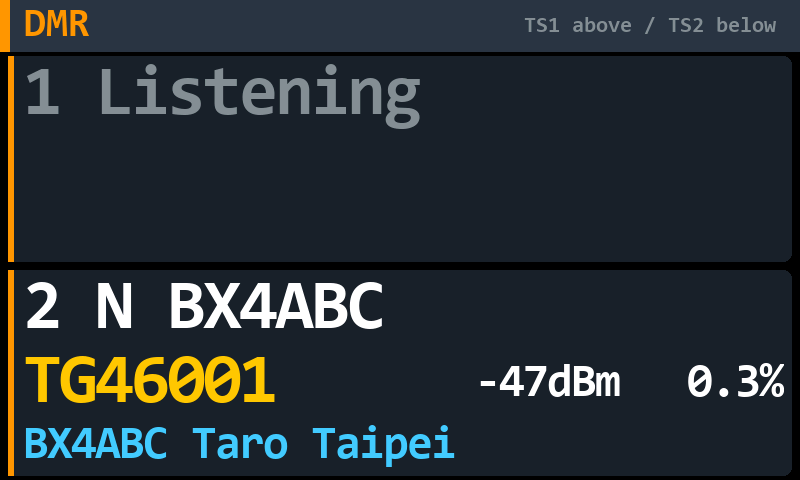 DMR TS1 above / TS2 below
1 Listening
2 N BX4ABC
TG46001 -47dBm 0.3%
BX4ABC Taro Taipei